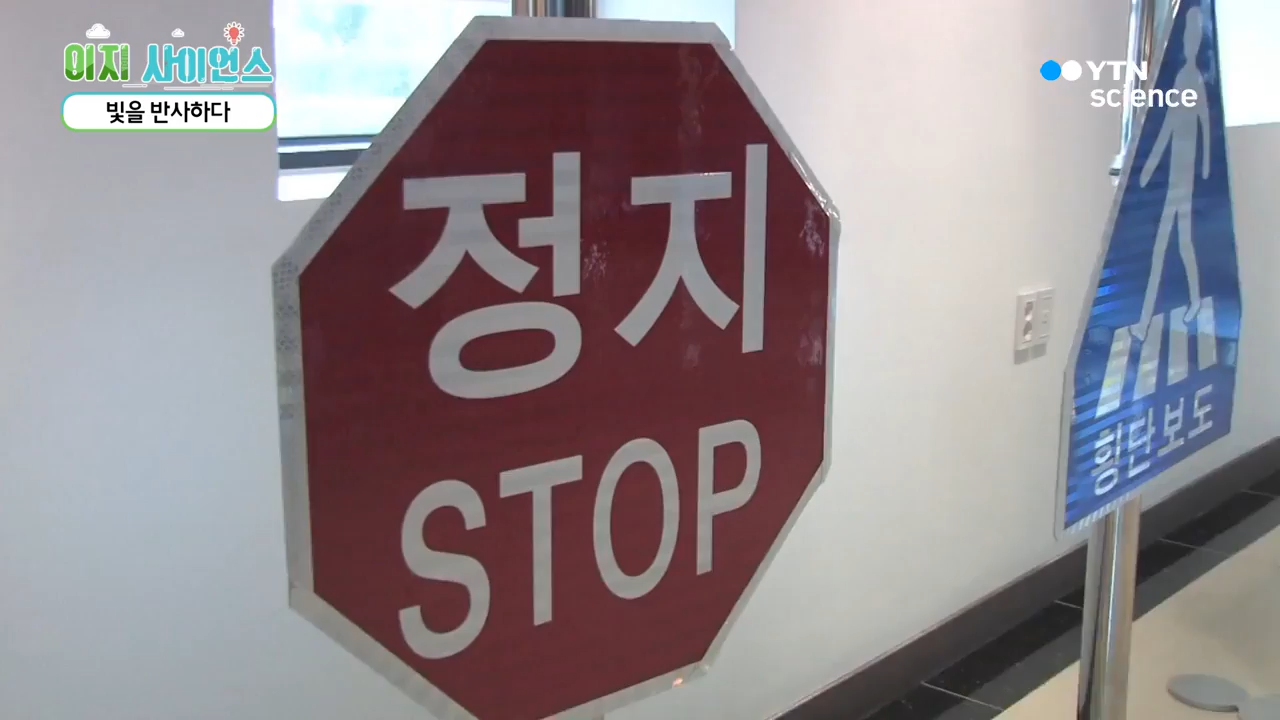 이지 사이언스
빛을 반사하다
YTN
science
정지
STOP
횡단보도